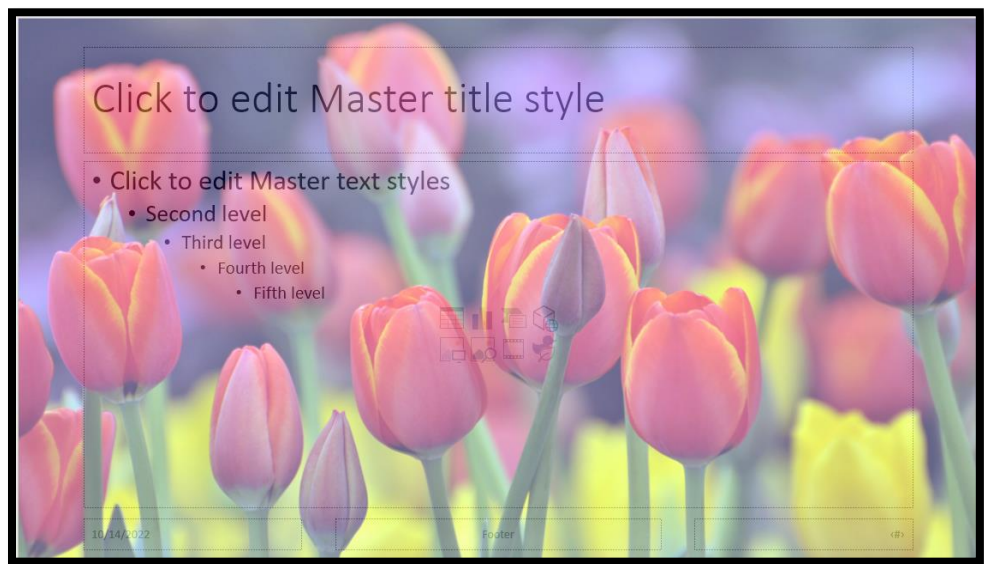 Click to edit Master title style
• Click to edit Master text styles
• Second level
• Third level
• Fourth level
• Fifth level
10/14/2022
Footer
‹#›